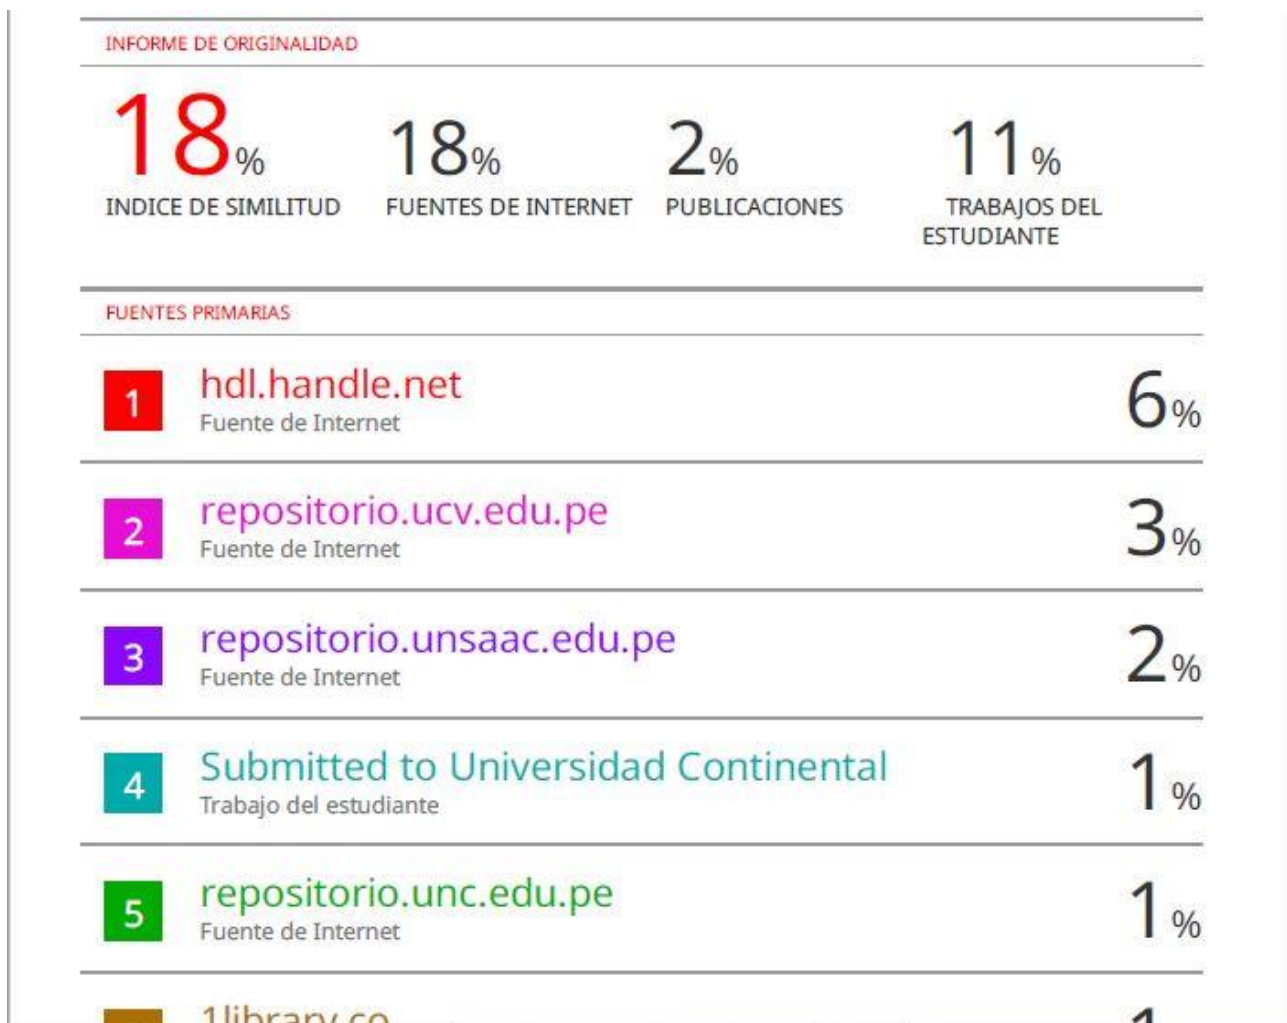 INFORME DE ORIGINALIDAD
18%
18%
2%
11%
INDICE DE SIMILITUD
FUENTES DE INTERNET
PUBLICACIONES
TRABAJOS DEL
ESTUDIANTE
FUENTES PRIMARIAS
1
hdl.handle.net
Fuente de Internet
6%
2
repositorio.ucv.edu.pe
Fuente de Internet
3%
3
repositorio.unsaac.edu.pe
Fuente de Internet
2%
4
Submitted to Universidad Continental
Trabajo del estudiante
1%
5
repositorio.unc.edu.pe
Fuente de Internet
1%
1library.co